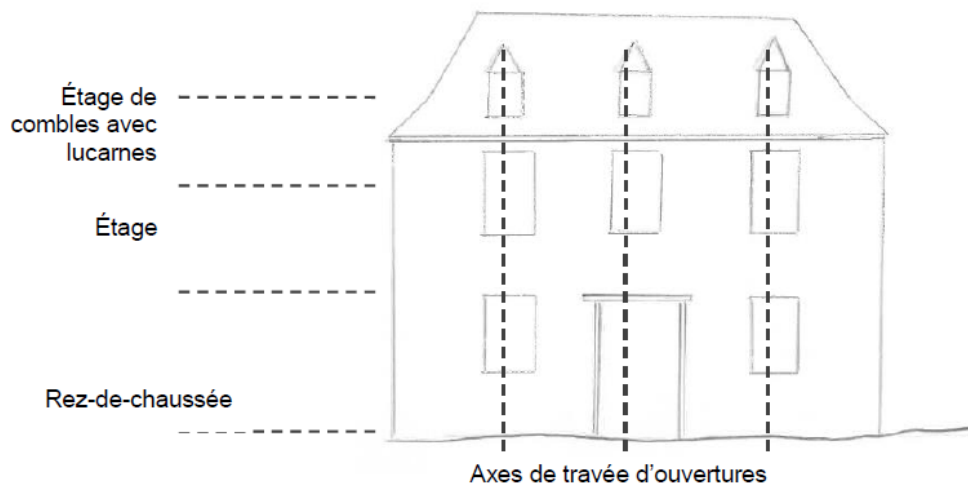 Étage de
combles avec
lucarnes
Étage
Rez-de-chaussée
Axes de travée d'ouvertures